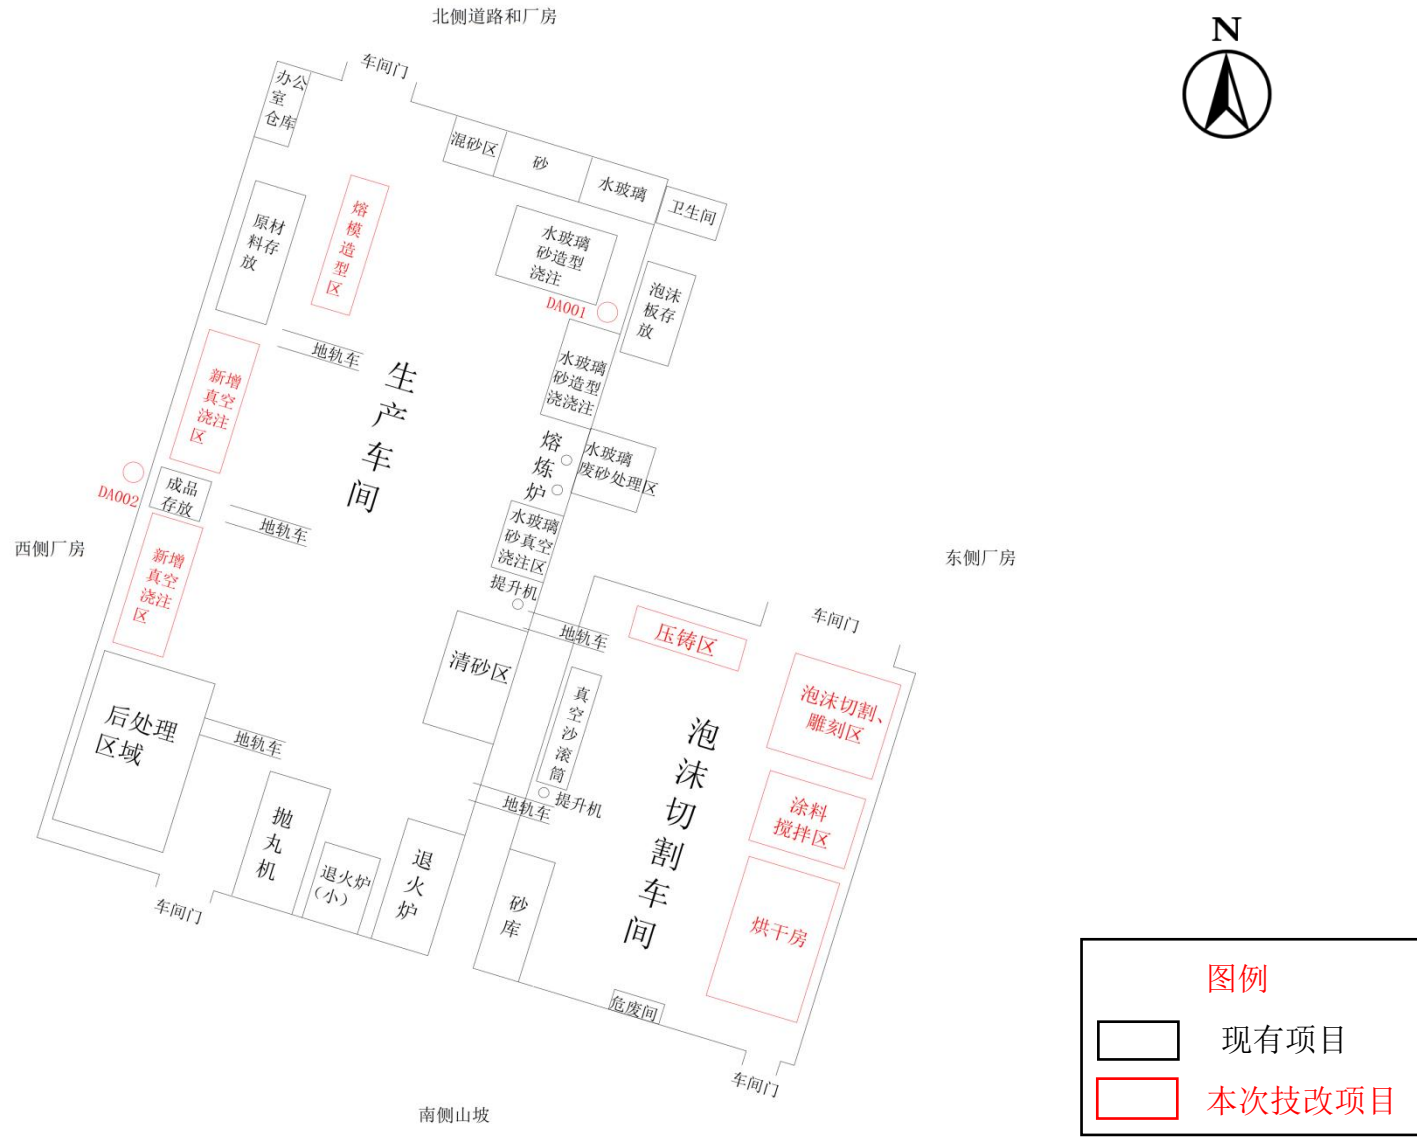 北侧道路和厂房
N
车间门
办公
室
仓库
混砂区
砂
水玻璃
卫生间
原材
料存
放
熔
模
造
型
区
水玻璃
砂造型
浇注
DA001
泡沫
板存
放
地轨车
水玻璃
砂造型
浇浇注
新增
真空
浇注
区
生
产
车
间
熔
炼
炉
水玻璃
废砂处理区
DA002
成品
存放
地轨车
水玻璃
砂真空
浇注区
提升机
西侧厂房
东侧厂房
新增
真空
浇注
区
地轨车
压铸区
车间门
清砂区
真
空
沙
滚
筒
泡沫切割、
雕刻区
后处理
区域
地轨车
泡
沫
切
割
车
间
地轨车
提升机
涂料
搅拌区
抛
丸
机
退火炉
（小）
退
火
炉
砂
库
烘干房
车间门
危废间
车间门
南侧山坡
图例
现有项目
本次技改项目